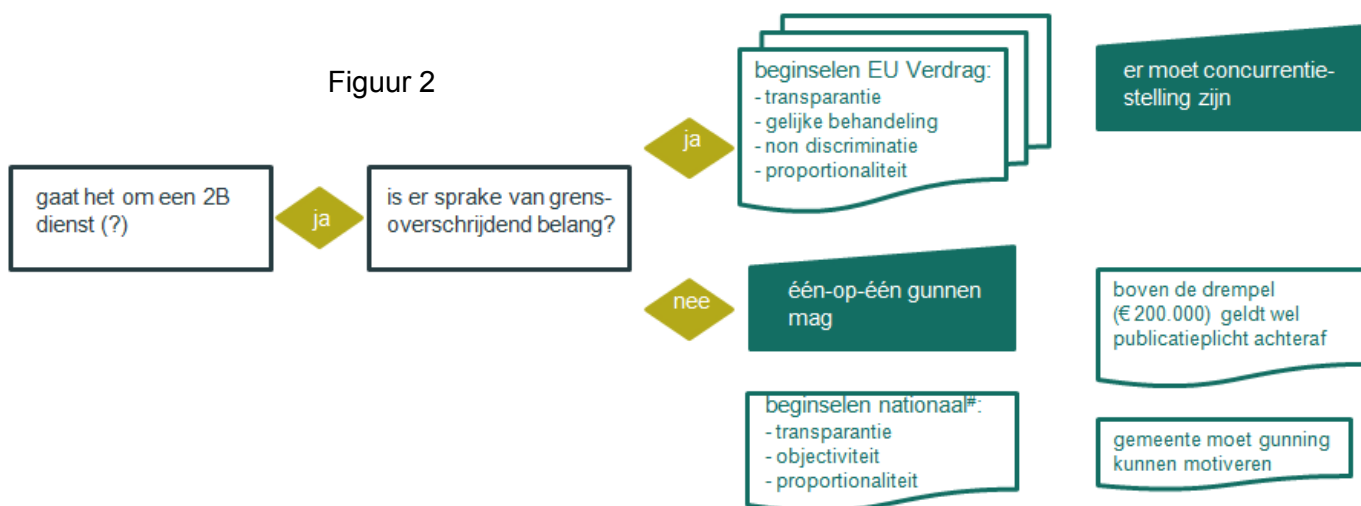 Figuur 2
gaat het om een 2B
dienst (?)
ja
is er sprake van grens-
overschrijdend belang?
ja
beginselen EU Verdrag:
- transparantie
- gelijke behandeling
- non discriminatie
- proportionaliteit
er moet concurrentie-
stelling zijn
nee
één-op-één gunnen
mag
boven de drempel
(€ 200.000) geldt wel
publicatieplicht achteraf
beginselen nationaal#:
- transparantie
- objectiviteit
- proportionaliteit
gemeente moet gunning
kunnen motiveren